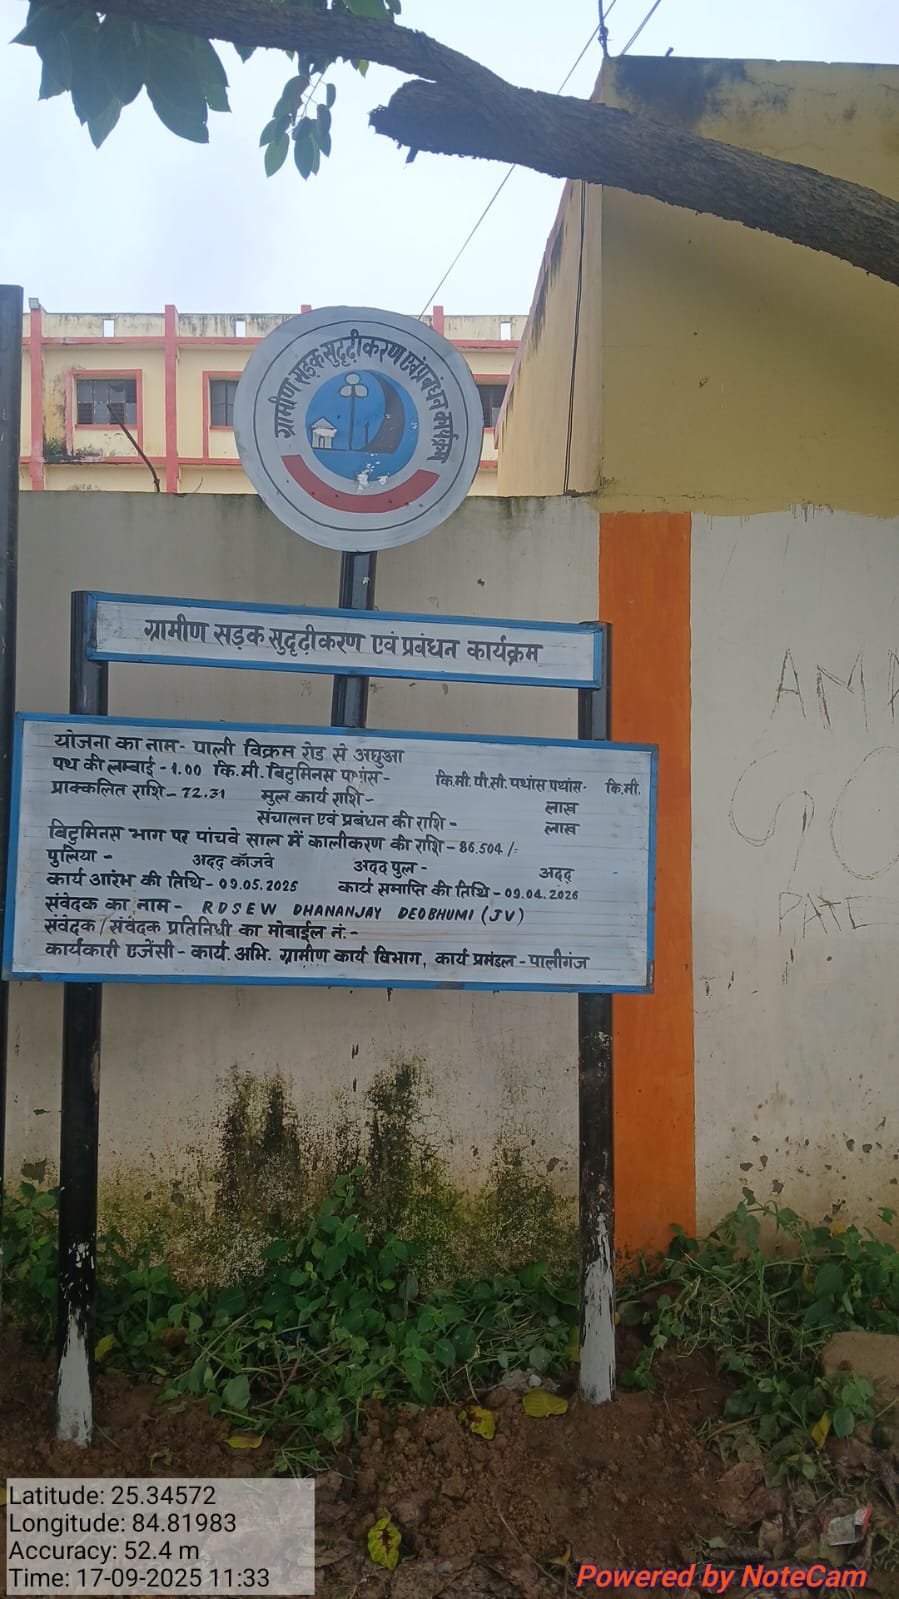 ग्रामीण सड़क सुदृढ़ीकरण एवं प्रबंधन कार्यक्रम
ग्रामीण सड़क सुदृढ़ीकरण एवं प्रबंधन कार्यक्रम
योजना का नाम- पाली विक्रम रोड से अछुआ
पथ की लम्बाई - 1.00 कि.मी. बिटुमिनस पथांस- कि.मी. पी.सी. पथांस पथांस- कि.मी.
प्राक्कलित राशि- 72.31 मुल कार्य राशि- लाख
संचालन एवं प्रबंधन की राशि - लाख
बिटुमिनस भाग पर पांचवे साल में कालीकरण की राशि - 86.504 /-
पुलिया - अदद् कॉजवे अदद् पुल - अदद्
कार्य आरंभ की तिथि - 09.05.2025 कार्य समाप्ति की तिथि - 09.04.2026
संवेदक का नाम- RDSEW DHANANJAY DEOBHUMI (JV)
संवेदक / संवेदक प्रतिनिधी का मोबाईल नं.-
कार्यकारी एजेंसी - कार्य. अभि. ग्रामीण कार्य विभाग, कार्य प्रमंडल - पालीगंज
AMA
PATE
Latitude: 25.34572
Longitude: 84.81983
Accuracy: 52.4 m
Time: 17-09-2025 11:33
Powered by NoteCam